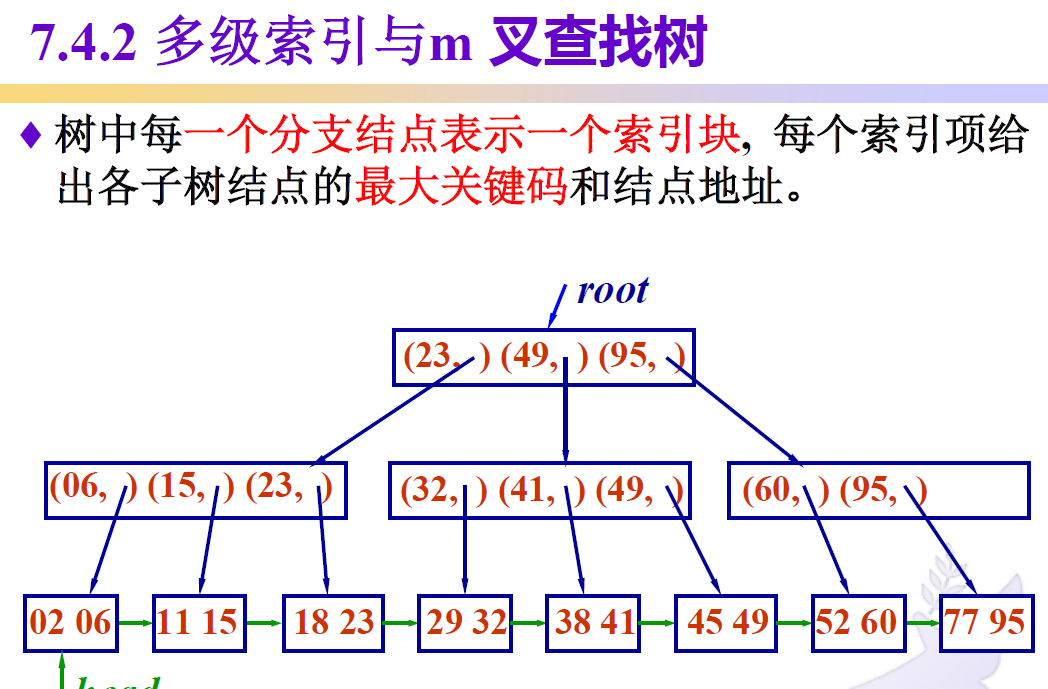 7.4.2 多级索引与m 叉查找树
树中每一个分支结点表示一个索引块, 每个索引项给
出各子树结点的最大关键码和结点地址。
root
(23, ) (49, ) (95, )
(06, ) (15, ) (23, ) (32, ) (41, ) (49, ) (60, ) (95, )
02 06 11 15 18 23 29 32 38 41 45 49 52 60 77 95
head